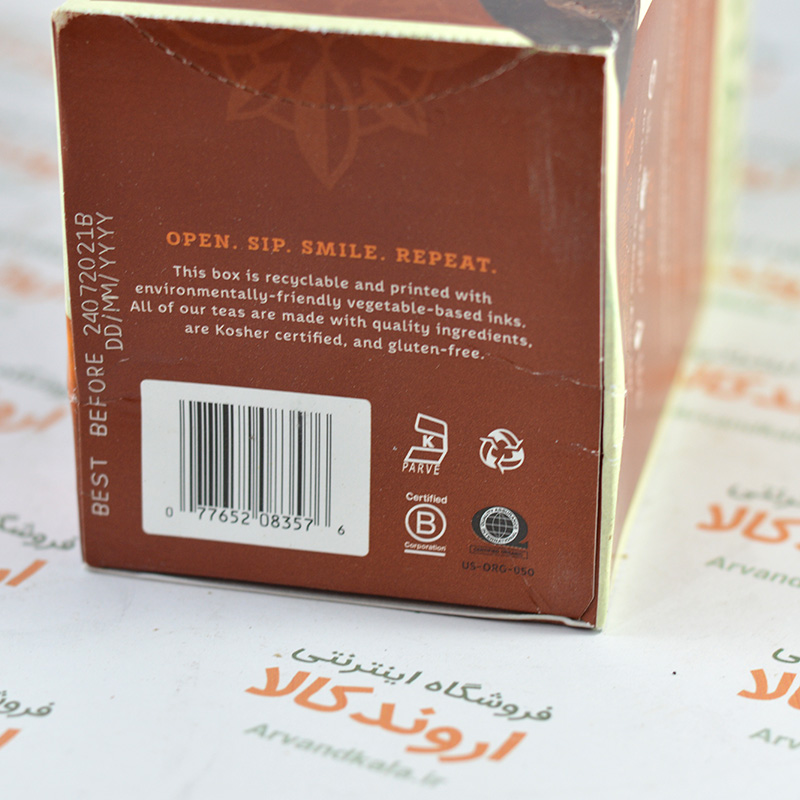 OPEN. SIP. SMILE. REPEAT.
This box is recyclable and printed with
environmentally-friendly vegetable-based inks.
All of our teas are made with quality ingredients,
are Kosher certified, and gluten-free.
BEST BEFORE 24072021B
DD/MM/YYYY
0 77652 08357 6
K
PARVE
Certified
B
Corporation
US-ORG-050
فروشگاه اینترنتی
اروند کالا
Arvandkala.ir